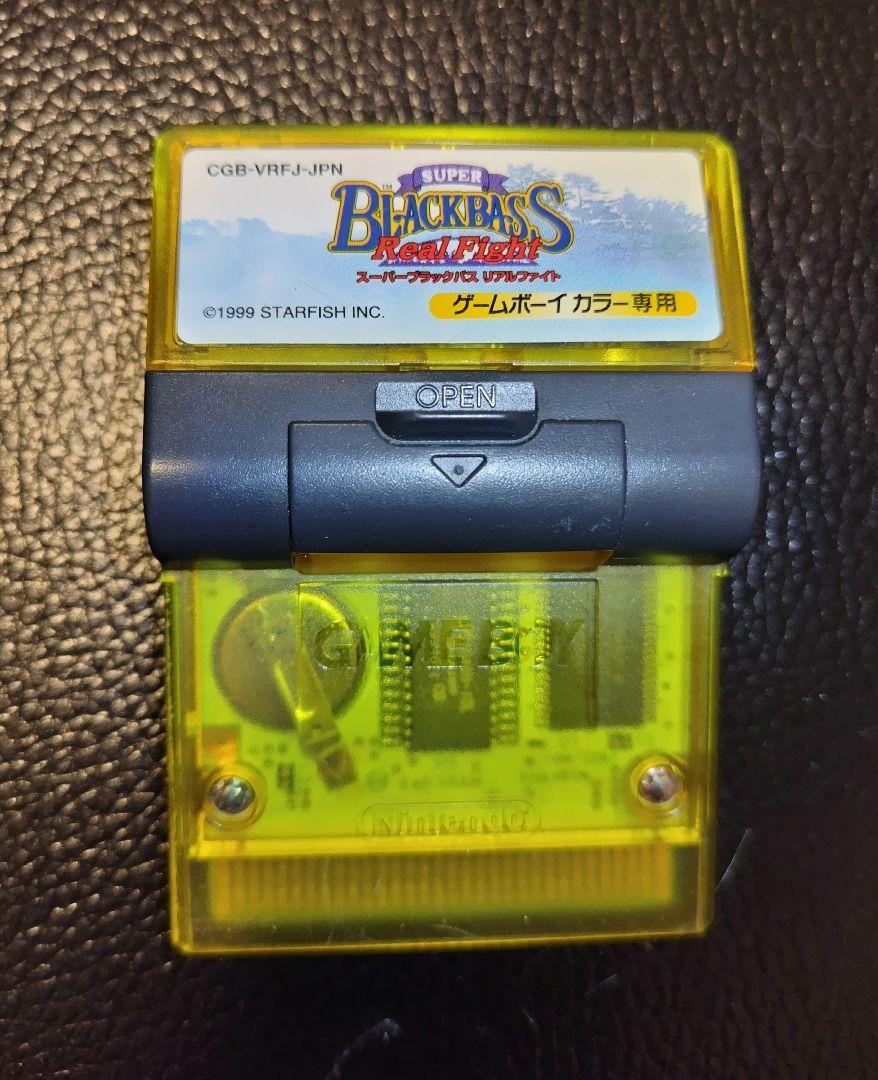 CGB-VRFJ-JPN
SUPER
BLACKBASS
™
Real Fight
スーパーブラックバス リアルファイト
©1999 STARFISH INC.
ゲームボーイ カラー専用
OPEN
GAME BOY
Nintendo